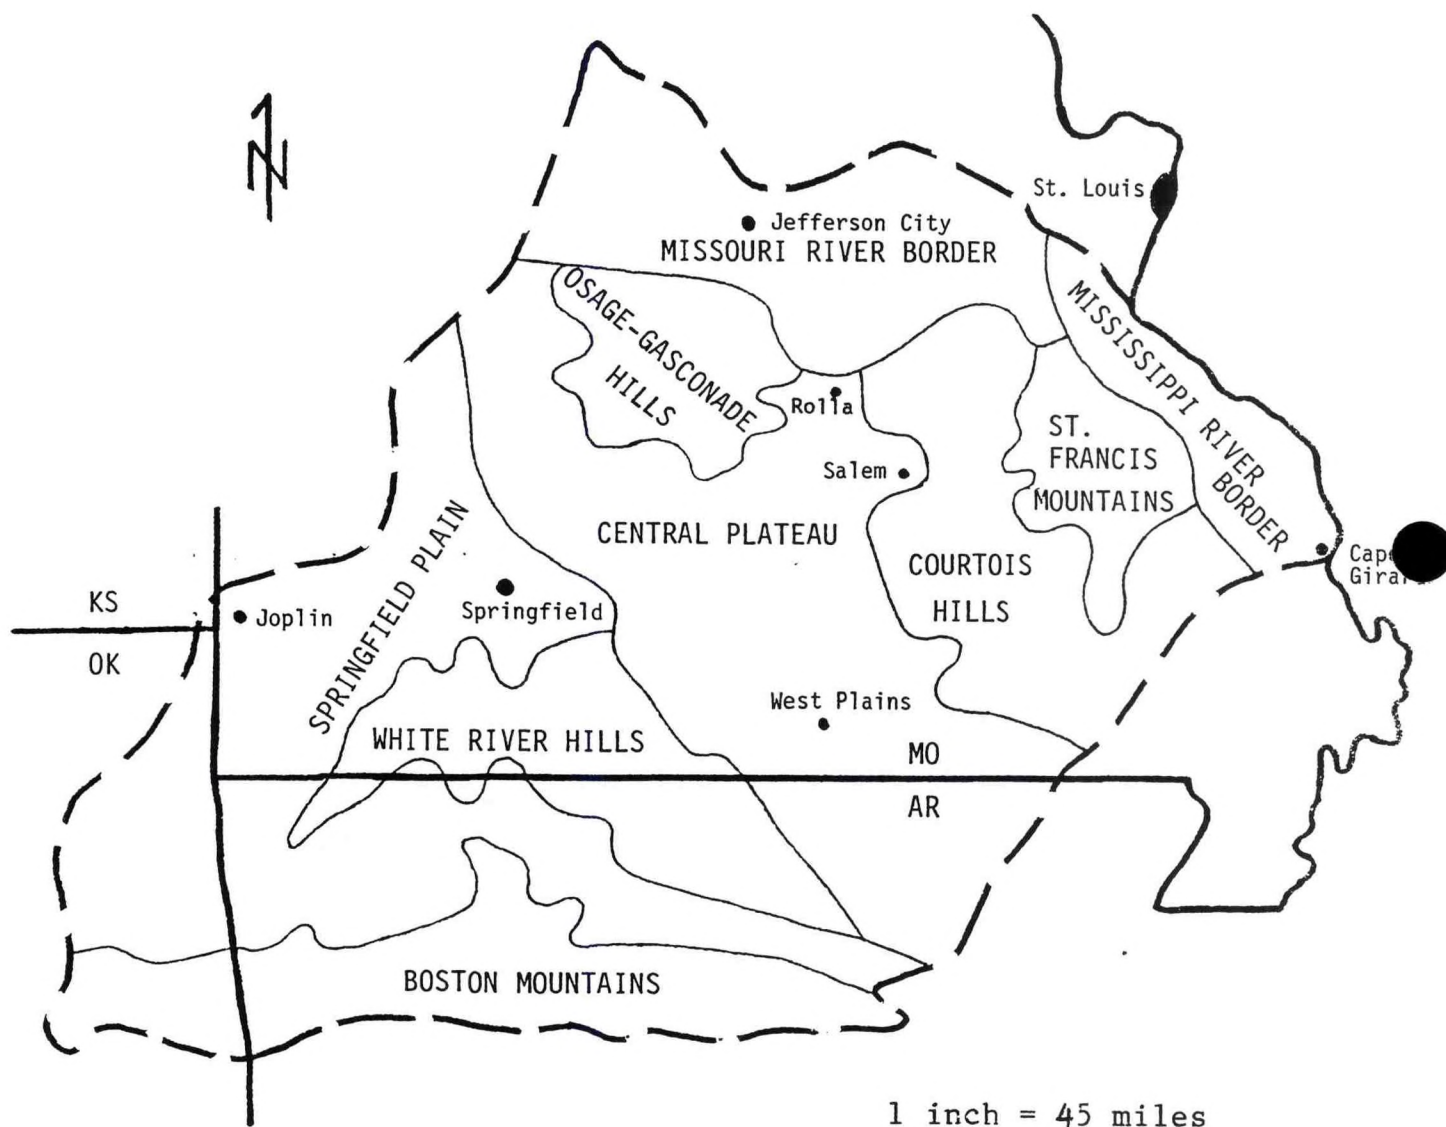 St. Louis
Jefferson City
MISSOURI RIVER BORDER
OSAGE-GASCONADE
HILLS
MISSISSIPPI RIVER
BORDER
Rolla
ST.
FRANCIS
MOUNTAINS
Salem
SPRINGFIELD PLAIN
CENTRAL PLATEAU
COURTOIS
HILLS
KS
OK
Joplin
Springfield
West Plains
WHITE RIVER HILLS
MO
AR
BOSTON MOUNTAINS
1 inch = 45 miles